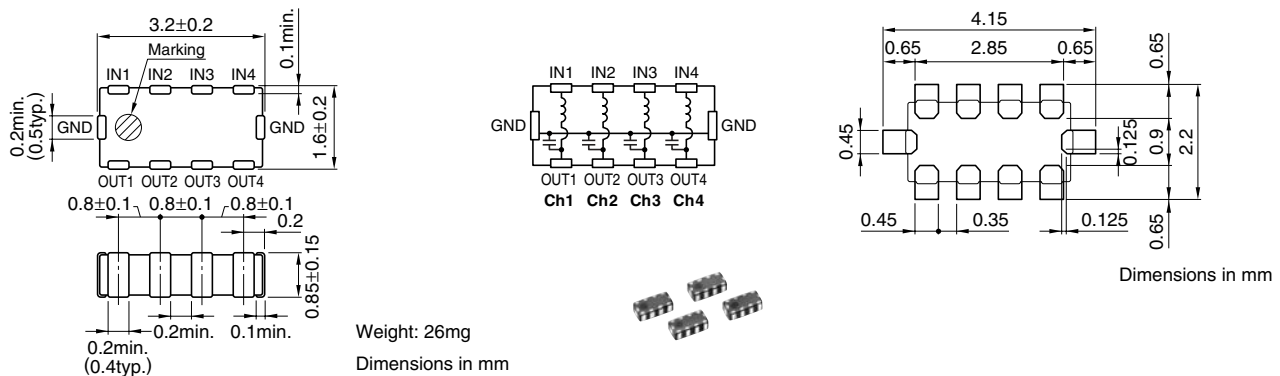 3.2±0.2
0.1min.
Marking
IN1 IN2 IN3 IN4
0.2min.
(0.5typ.)
GND
GND
1.6±0.2
OUT1 OUT2 OUT3 OUT4
0.8±0.1 0.8±0.1 0.8±0.1
0.2
0.85±0.15
0.2min. 0.1min.
0.2min.
(0.4typ.)
Weight: 26mg
Dimensions in mm
IN1 IN2 IN3 IN4
GND
GND
OUT1 OUT2 OUT3 OUT4
Ch1 Ch2 Ch3 Ch4
4.15
0.65 2.85 0.65
0.65
0.45
0.125
0.9
2.2
0.45 0.35 0.125
0.65
Dimensions in mm